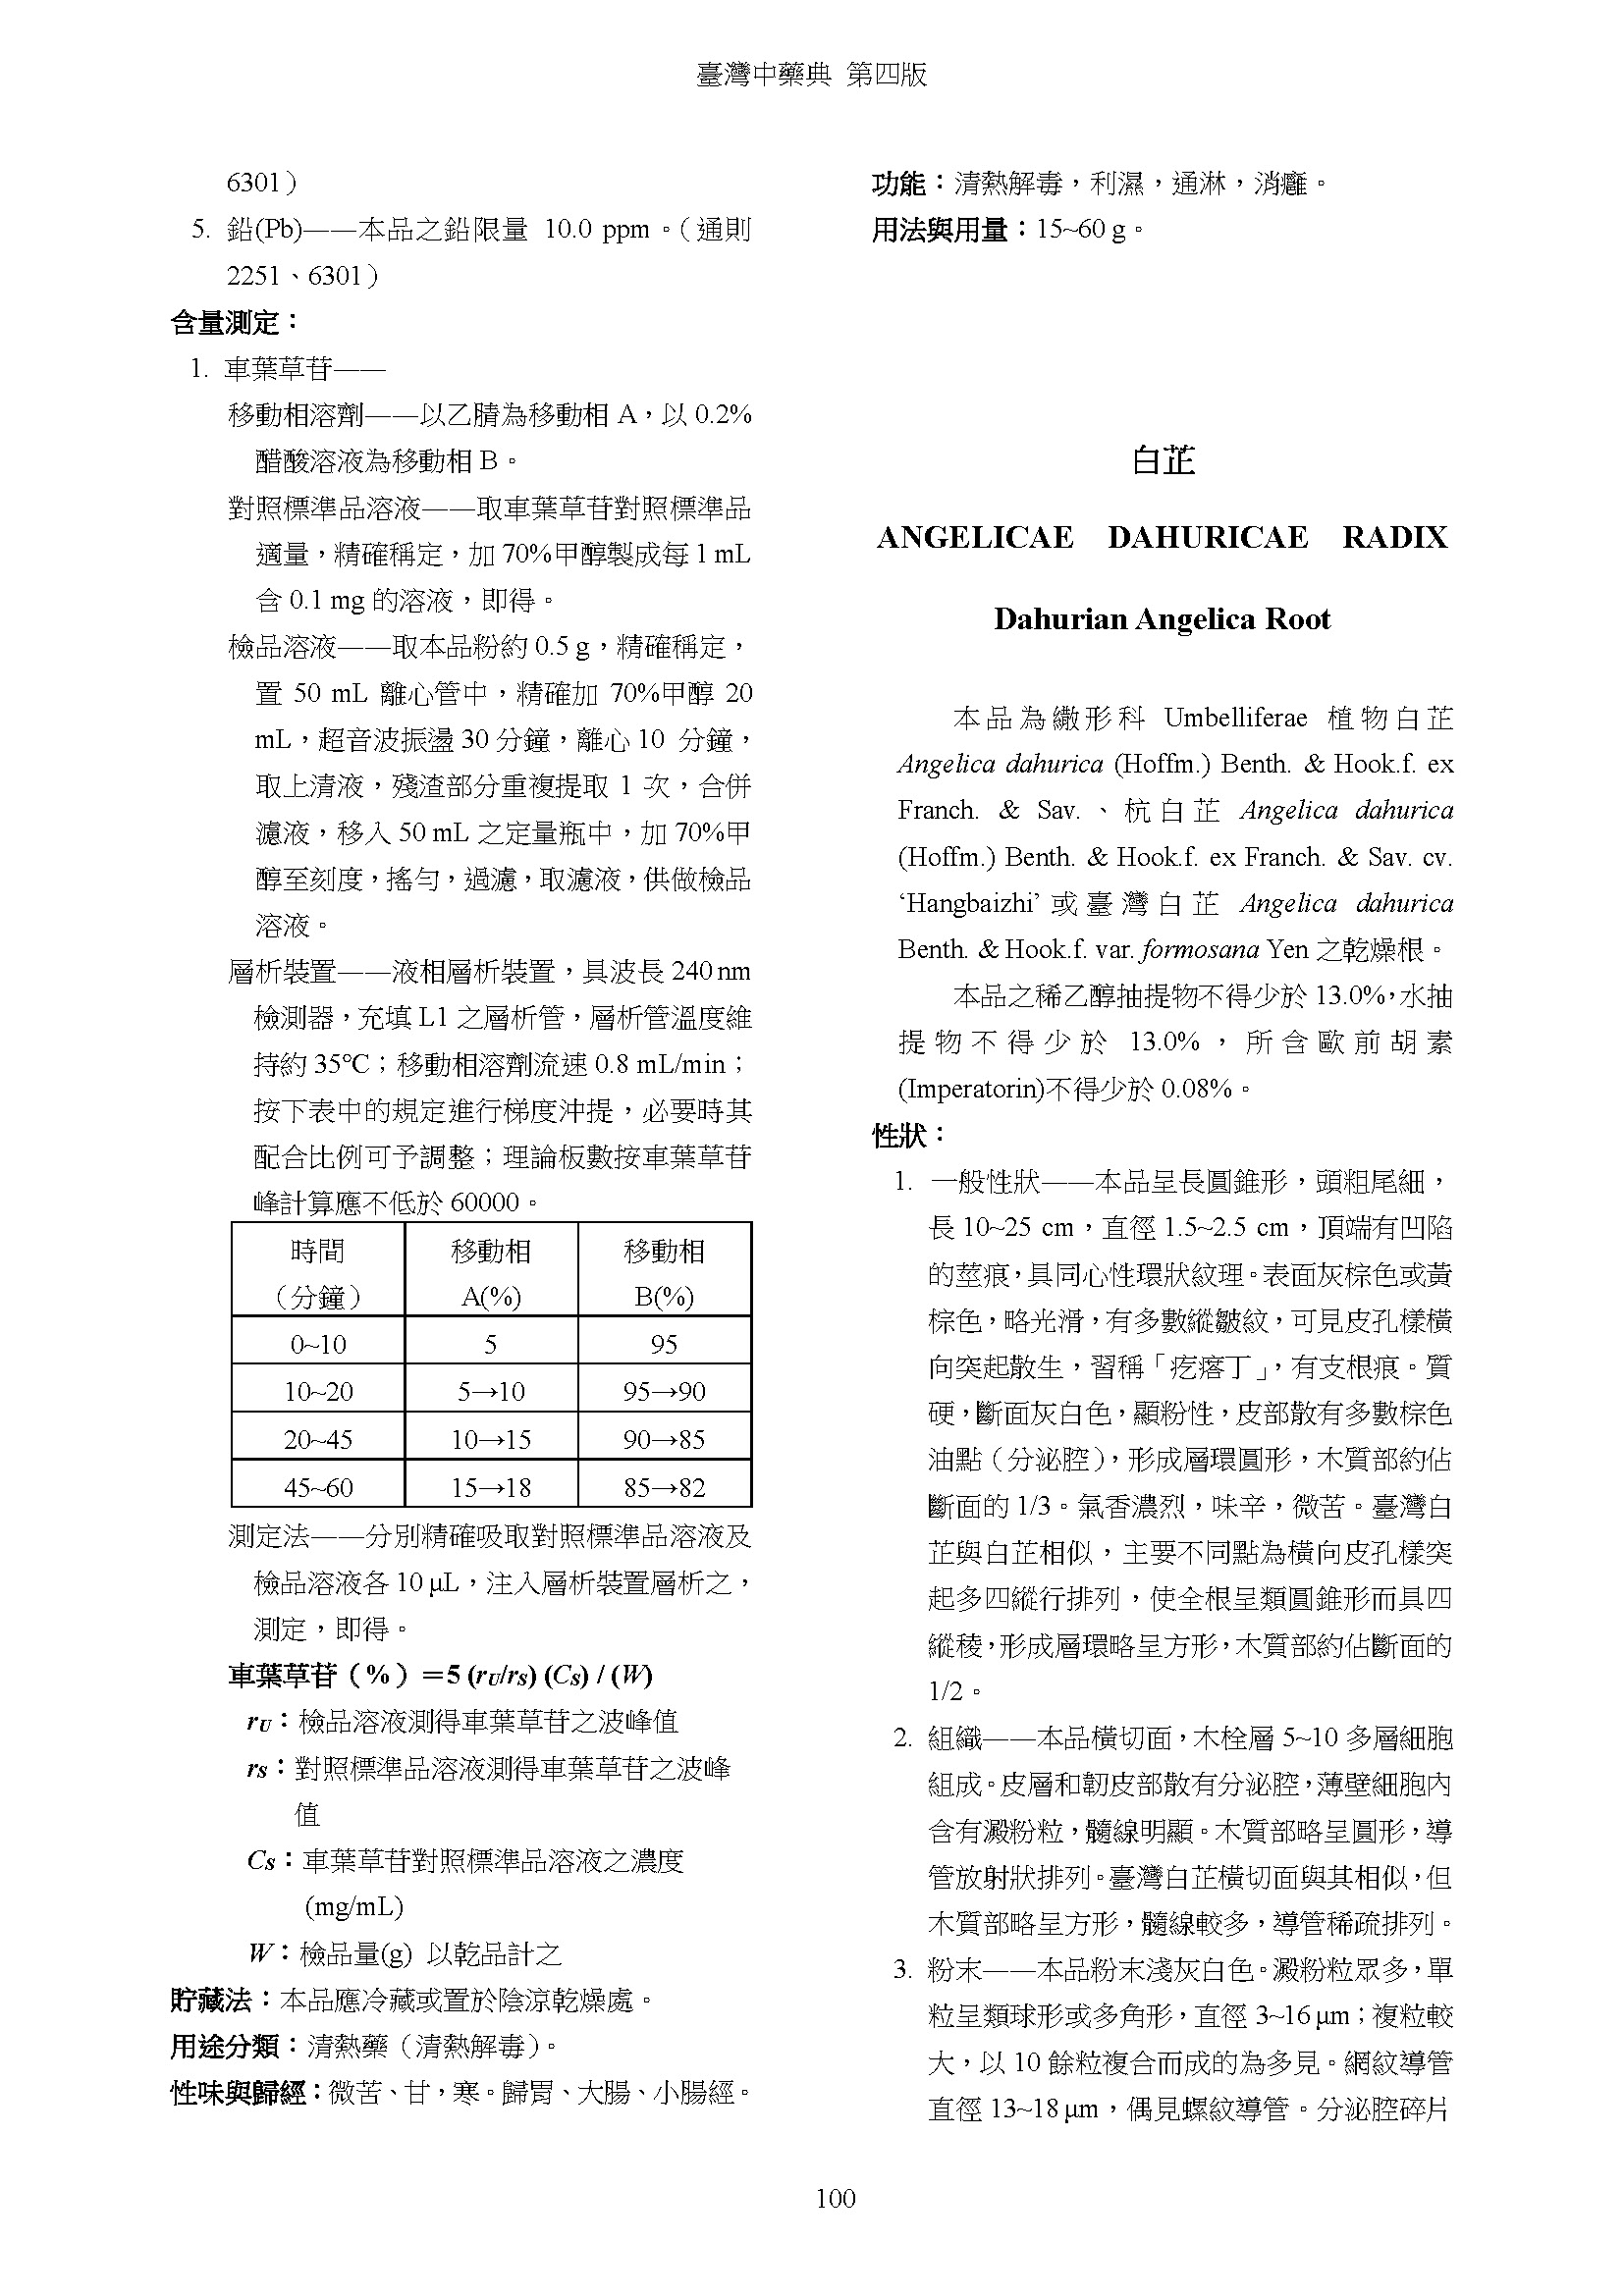 臺灣中藥典 第四版
6301）
5. 鉛(Pb)——本品之鉛限量 10.0 ppm。（通則
2251、6301）
含量測定：
1. 車葉草苷——
移動相溶劑——以乙腈為移動相 A，以 0.2%
醋酸溶液為移動相 B。
對照標準品溶液——取車葉草苷對照標準品
適量，精確稱定，加 70%甲醇製成每 1 mL
含 0.1 mg 的溶液，即得。
檢品溶液——取本品粉約 0.5 g，精確稱定，
置 50 mL 離心管中，精確加 70%甲醇 20
mL，超音波振盪 30 分鐘，離心 10 分鐘，
取上清液，殘渣部分重複提取 1 次，合併
濾液，移入 50 mL 之定量瓶中，加 70%甲
醇至刻度，搖勻，過濾，取濾液，供做檢品
溶液。
層析裝置——液相層析裝置，具波長 240 nm
檢測器，充填 L1 之層析管，層析管溫度維
持約 35℃；移動相溶劑流速 0.8 mL/min；
按下表中的規定進行梯度沖提，必要時其
配合比例可予調整；理論板數按車葉草苷
峰計算應不低於 60000。
時間 移動相 移動相
（分鐘） A(%) B(%)
0~10 5 95
10~20 5→10 95→90
20~45 10→15 90→85
45~60 15→18 85→82
測定法——分別精確吸取對照標準品溶液及
檢品溶液各 10 μL，注入層析裝置層析之，
測定，即得。
車葉草苷（%）＝5 (rU/rS) (CS) / (W)
rU：檢品溶液測得車葉草苷之波峰值
rS：對照標準品溶液測得車葉草苷之波峰
值
CS：車葉草苷對照標準品溶液之濃度
(mg/mL)
W：檢品量(g) 以乾品計之
貯藏法：本品應冷藏或置於陰涼乾燥處。
用途分類：清熱藥（清熱解毒）。
性味與歸經：微苦、甘，寒。歸胃、大腸、小腸經。
功能：清熱解毒，利濕，通淋，消癰。
用法與用量：15~60 g。
白芷
ANGELICAE DAHURICAE RADIX
Dahurian Angelica Root
本品為繖形科 Umbelliferae 植物白芷
Angelica dahurica (Hoffm.) Benth. & Hook.f. ex
Franch. & Sav.、杭白芷 Angelica dahurica
(Hoffm.) Benth. & Hook.f. ex Franch. & Sav. cv.
‘Hangbaizhi’ 或臺灣白芷 Angelica dahurica
Benth. & Hook.f. var. formosana Yen 之乾燥根。
本品之稀乙醇抽提物不得少於 13.0%，水抽
提物不得少於 13.0%，所含歐前胡素
(Imperatorin)不得少於 0.08%。
性狀：
1. 一般性狀——本品呈長圓錐形，頭粗尾細，
長 10~25 cm，直徑 1.5~2.5 cm，頂端有凹陷
的莖痕，具同心性環狀紋理。表面灰棕色或黃
棕色，略光滑，有多數縱皺紋，可見皮孔樣橫
向突起散生，習稱「疙瘩丁」，有支根痕。質
硬，斷面灰白色，顯粉性，皮部散有多數棕色
油點（分泌腔），形成層環圓形，木質部約佔
斷面的 1/3。氣香濃烈，味辛，微苦。臺灣白
芷與白芷相似，主要不同點為橫向皮孔樣突
起多四縱行排列，使全根呈類圓錐形而具四
縱稜，形成層環略呈方形，木質部約佔斷面的
1/2。
2. 組織——本品橫切面，木栓層 5~10 多層細胞
組成。皮層和韌皮部散有分泌腔，薄壁細胞內
含有澱粉粒，髓線明顯。木質部略呈圓形，導
管放射狀排列。臺灣白芷橫切面與其相似，但
木質部略呈方形，髓線較多，導管稀疏排列。
3. 粉末——本品粉末淺灰白色。澱粉粒眾多，單
粒呈類球形或多角形，直徑 3~16 μm；複粒較
大，以 10 餘粒複合而成的為多見。網紋導管
直徑 13~18 μm，偶見螺紋導管。分泌腔碎片
100